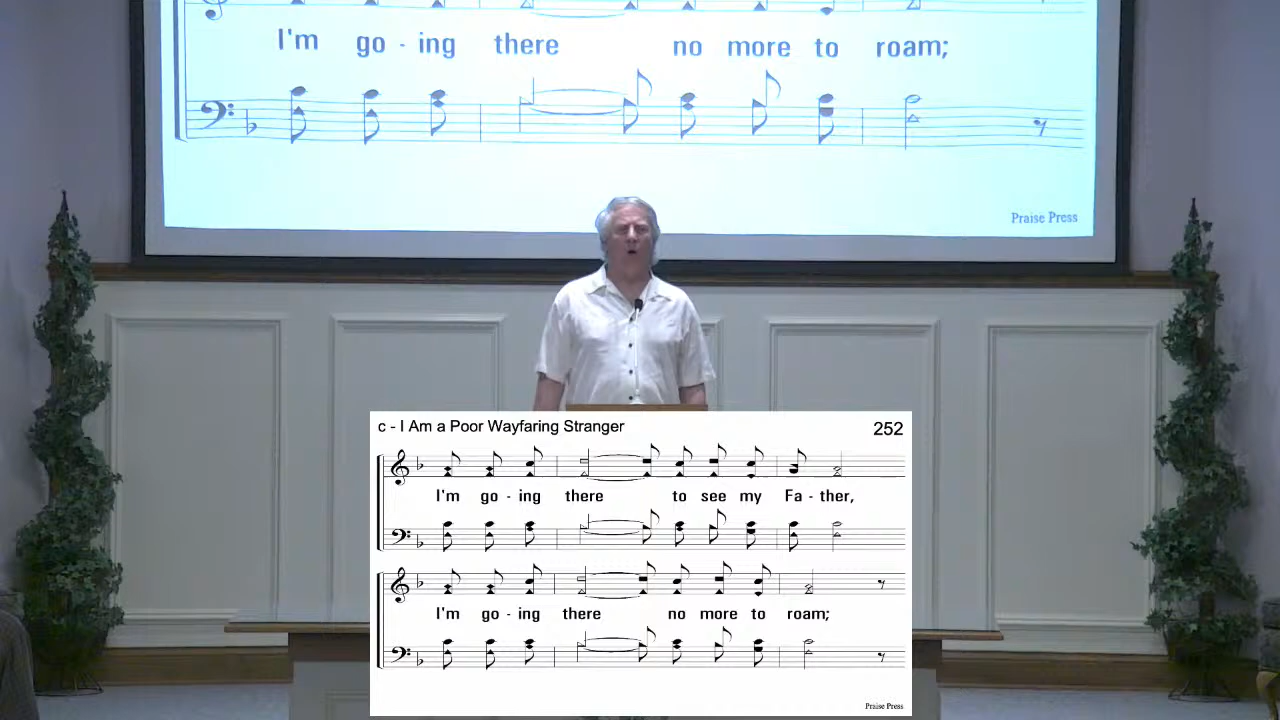 I'm go - ing there no more to roam;
Praise Press
c - I Am a Poor Wayfaring Stranger 252
I'm go - ing there to see my Fa - ther,
I'm go - ing there no more to roam;
Praise Press